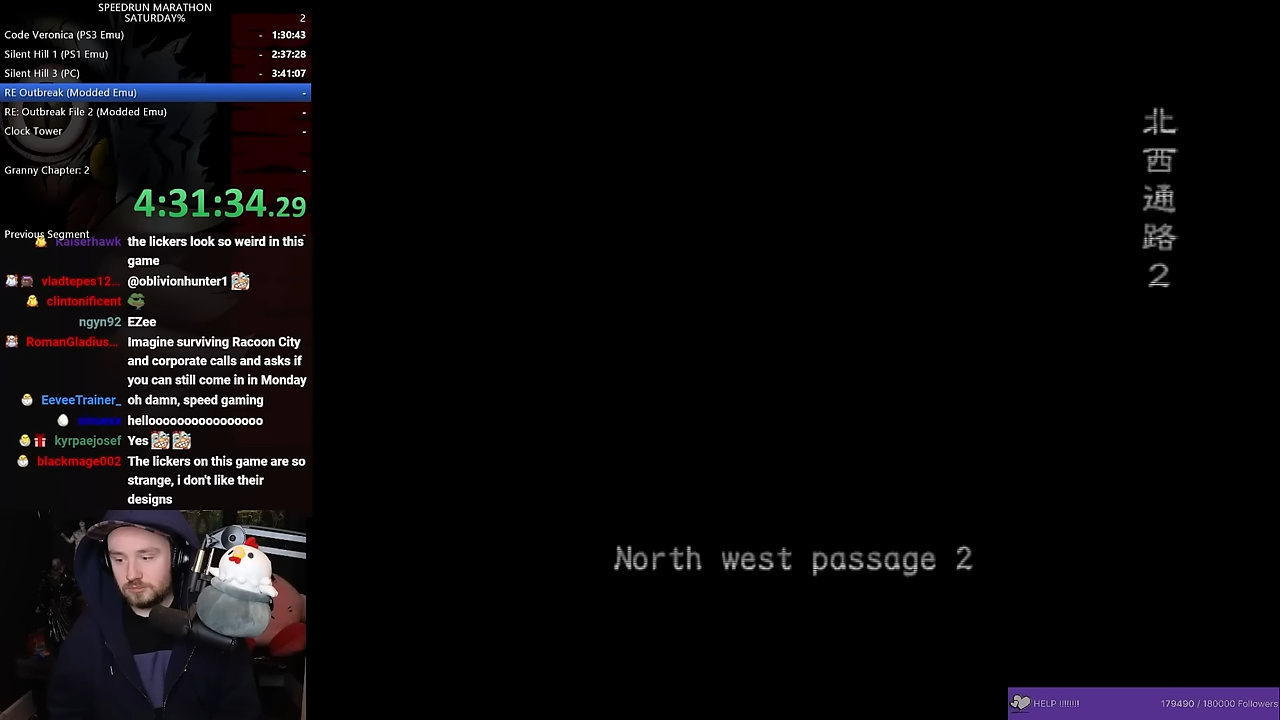 SPEEDRUN MARATHON
SATURDAY%
2
Code Veronica (PS3 Emu) - 1:30:43
Silent Hill 1 (PS1 Emu) - 2:37:28
Silent Hill 3 (PC) - 3:41:07
RE Outbreak (Modded Emu) -
RE: Outbreak File 2 (Modded Emu) -
Clock Tower -
Granny Chapter: 2 -
4:31:34.29
Previous Segment -
Kaiserhawk the lickers look so weird in this
game
vladtepes12... @oblivionhunter1
clintonificent
ngyn92 EZee
RomanGladius... Imagine surviving Racoon City
and corporate calls and asks if
you can still come in in Monday
EeveeTrainer_ oh damn, speed gaming
hellooooooooooooooooo
kyrpaejosef Yes
blackmage002 The lickers on this game are so
strange, i don't like their
designs
北西通路2
North west passage 2
HELP !!!!!!! 179490 / 180000 Followers